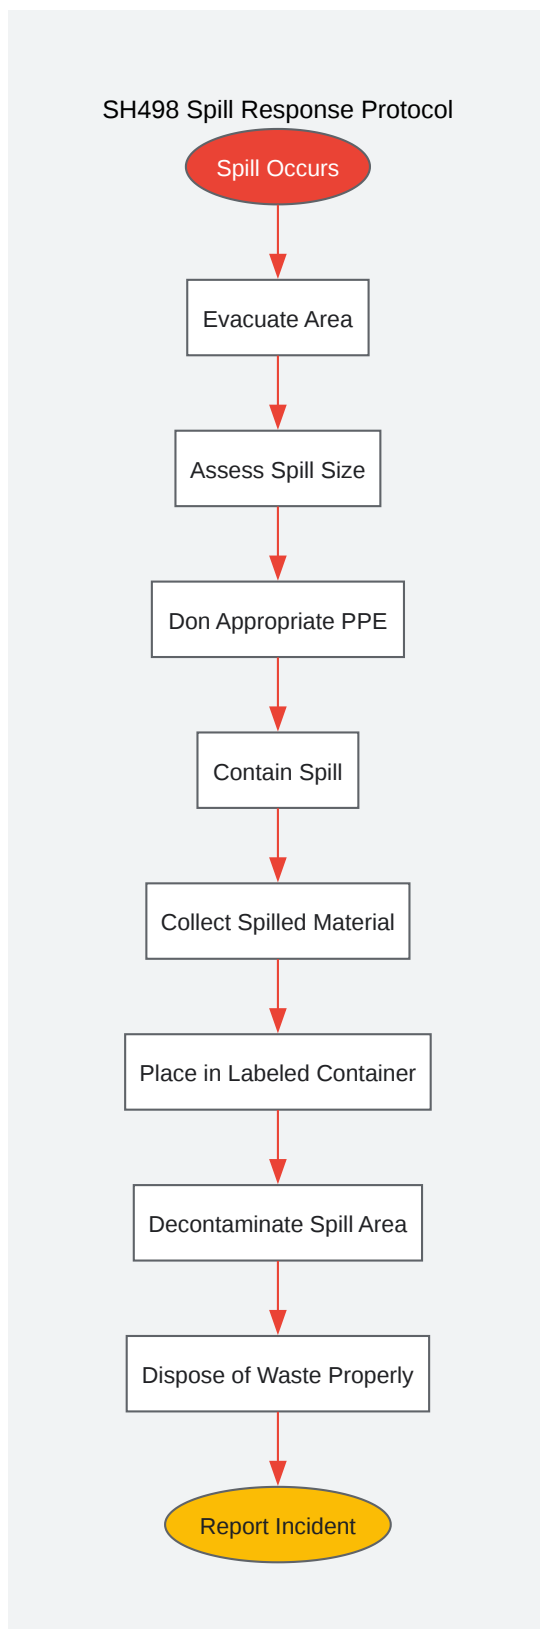 SH498 Spill Response Protocol
Spill Occurs
Evacuate Area
Assess Spill Size
Don Appropriate PPE
Contain Spill
Collect Spilled Material
Place in Labeled Container
Decontaminate Spill Area
Dispose of Waste Properly
Report Incident